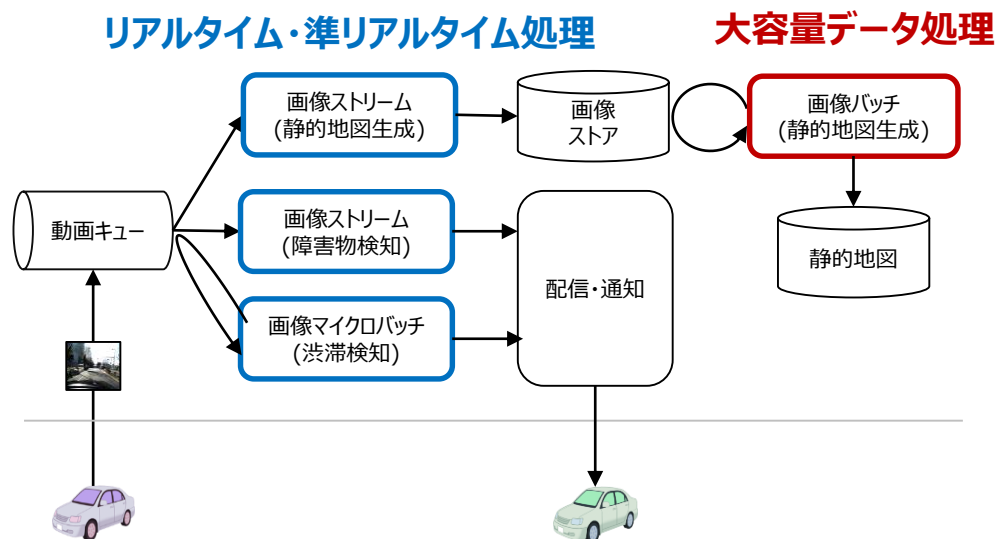 リアルタイム・準リアルタイム処理
大容量データ処理
画像ストリーム
(静的地図生成)
画像
ストア
画像バッチ
(静的地図生成)
動画キュー
画像ストリーム
(障害物検知)
静的地図
配信・通知
画像マイクロバッチ
(渋滞検知)